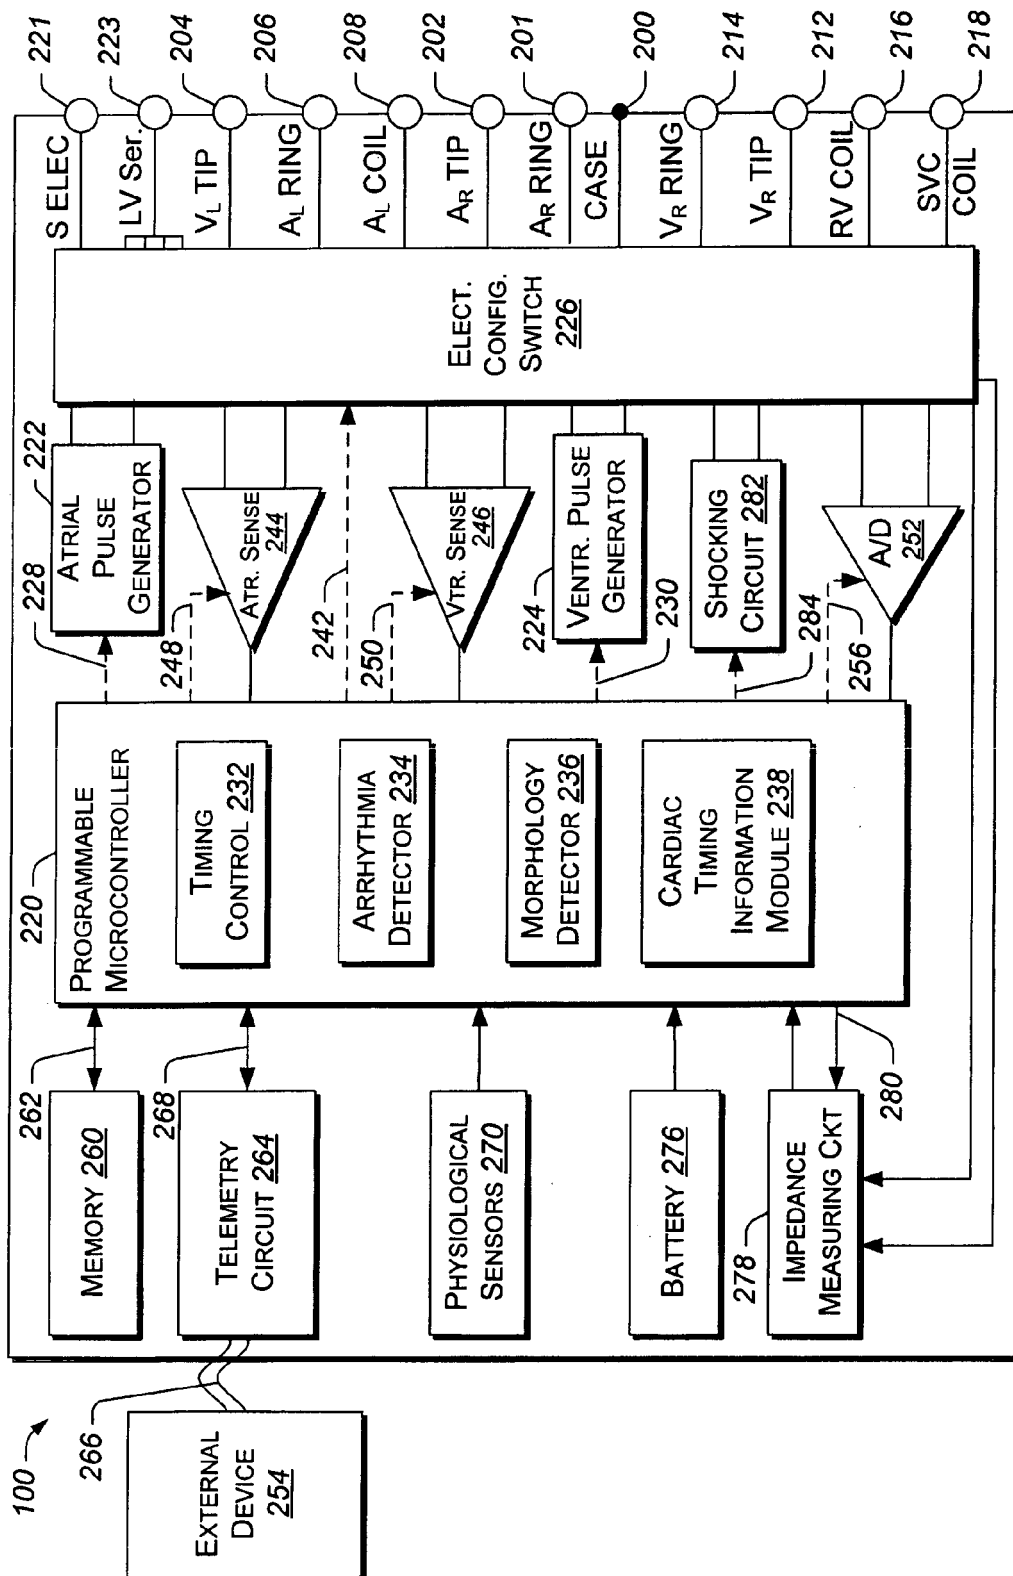 100
EXTERNAL
DEVICE
254
266
MEMORY 260
262
TELEMETRY
CIRCUIT 264
268
PHYSIOLOGICAL
SENSORS 270
BATTERY 276
IMPEDANCE
MEASURING CKT
278
280
220
PROGRAMMABLE
MICROCONTROLLER
TIMING
CONTROL 232
ARRHYTHMIA
DETECTOR 234
MORPHOLOGY
DETECTOR 236
CARDIAC
TIMING
INFORMATION
MODULE 238
222
ATRIAL
PULSE
GENERATOR
228
ATR. SENSE
244
248
242
VTR. SENSE
246
250
224
VENTR. PULSE
GENERATOR
230
SHOCKING
CIRCUIT 282
284
A/D
252
256
ELECT.
CONFIG.
SWITCH
226
S ELEC
221
LV Ser.
223
VL TIP
204
AL RING
206
AL COIL
208
AR TIP
202
AR RING
201
CASE
200
VR RING
214
VR TIP
212
RV COIL
216
SVC
COIL
218